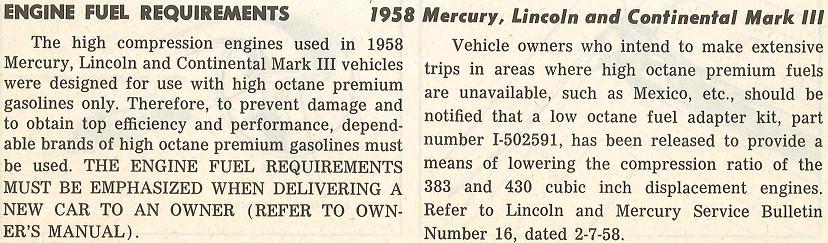 ENGINE FUEL REQUIREMENTS
1958 Mercury, Lincoln and Continental Mark III
The high compression engines used in 1958
Mercury, Lincoln and Continental Mark III vehicles
were designed for use with high octane premium
gasolines only. Therefore, to prevent damage and
to obtain top efficiency and performance, depend-
able brands of high octane premium gasolines must
be used. THE ENGINE FUEL REQUIREMENTS
MUST BE EMPHASIZED WHEN DELIVERING A
NEW CAR TO AN OWNER (REFER TO OWN-
ER'S MANUAL).
Vehicle owners who intend to make extensive
trips in areas where high octane premium fuels
are unavailable, such as Mexico, etc., should be
notified that a low octane fuel adapter kit, part
number I-502591, has been released to provide a
means of lowering the compression ratio of the
383 and 430 cubic inch displacement engines.
Refer to Lincoln and Mercury Service Bulletin
Number 16, dated 2-7-58.